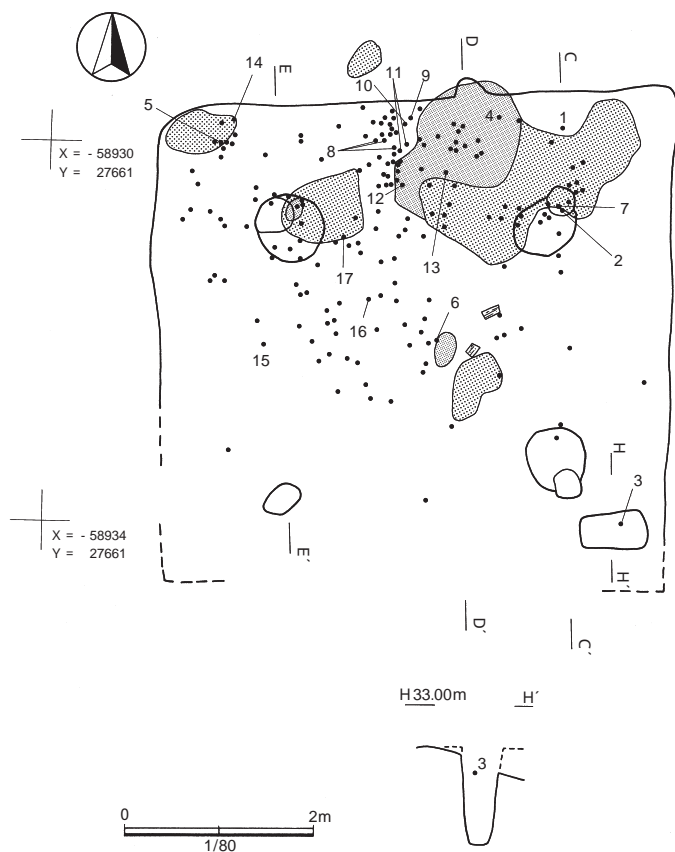 14
E
D
C
11
9
10
5
4
1
X = - 58930
Y = 27661
8
12
7
2
13
17
6
16
15
H
3
X = - 58934
Y = 27661
E´
H´
D´
C´
H 33.00m H´
3
0 2m
1/80